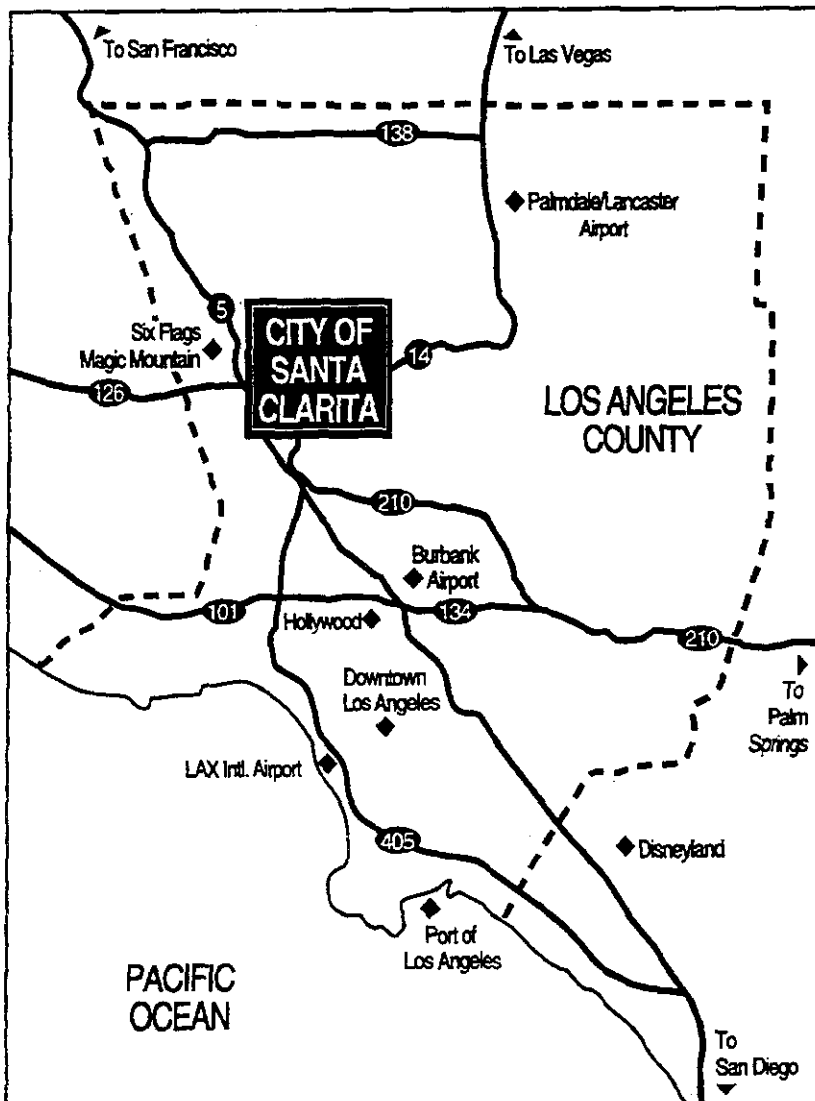 To San Francisco
To Las Vegas
138
Palmdale/Lancaster
Airport
5
Six Flags
Magic Mountain
CITY OF
SANTA
CLARITA
14
126
LOS ANGELES
COUNTY
210
Burbank
Airport
101
Hollywood
134
210
Downtown
Los Angeles
To
Palm
Springs
LAX Intl. Airport
405
Disneyland
Port of
Los Angeles
PACIFIC
OCEAN
To
San Diego